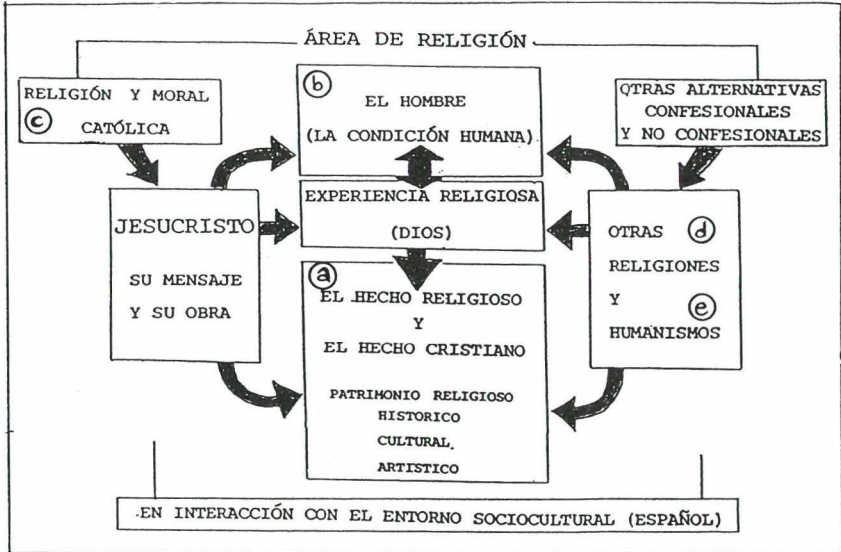 ÁREA DE RELIGIÓN
RELIGIÓN Y MORAL
ⓒ CATÓLICA
ⓑ
EL HOMBRE
(LA CONDICIÓN HUMANA)
OTRAS ALTERNATIVAS
CONFESIONALES
Y NO CONFESIONALES
JESUCRISTO
SU MENSAJE
Y SU OBRA
EXPERIENCIA RELIGIOSA
(DIOS)
OTRAS ⓓ
RELIGIONES
Y ⓔ
HUMANISMOS
ⓐ
EL HECHO RELIGIOSO
Y
EL HECHO CRISTIANO
PATRIMONIO RELIGIOSO
HISTORICO
CULTURAL
ARTISTICO
EN INTERACCIÓN CON EL ENTORNO SOCIOCULTURAL (ESPAÑOL)